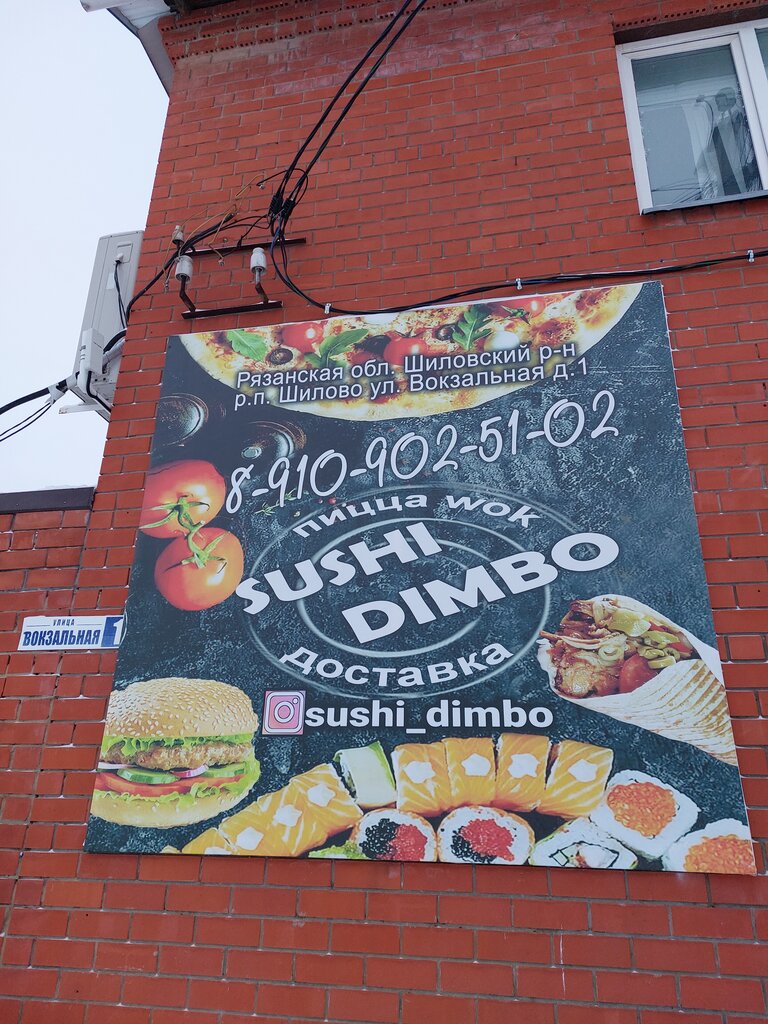 Рязанская обл. Шиловский р-н
р.п. Шилово ул. Вокзальная д.1
8-910-902-51-02
пицца wok
SUSHI
DIMBO
доставка
sushi_dimbo
УЛИЦА
ВОКЗАЛЬНАЯ 1